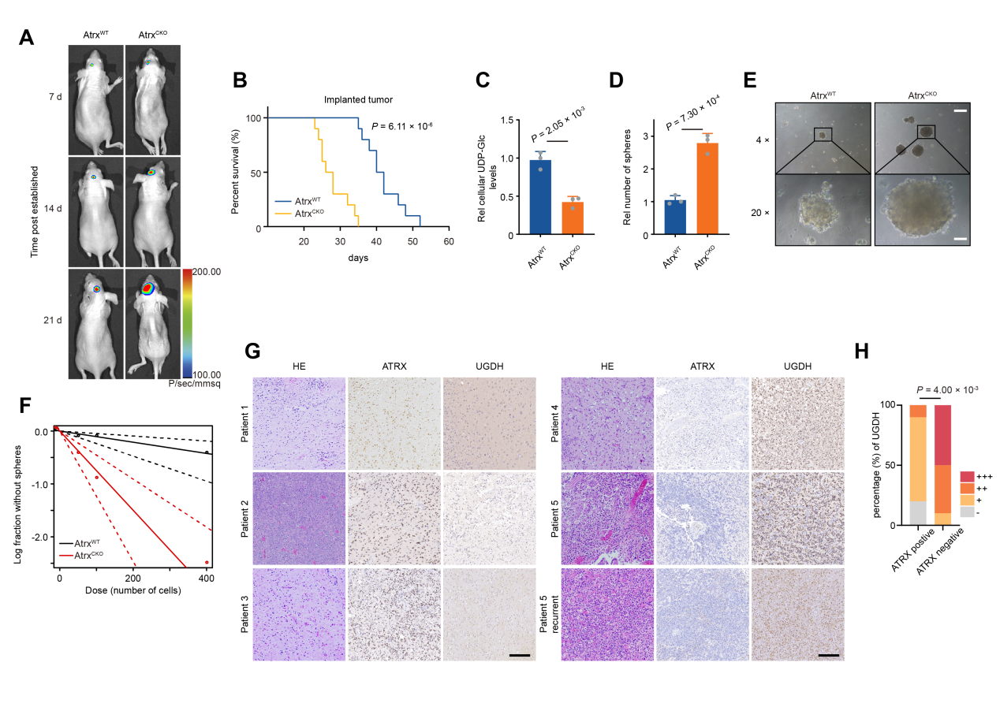 A
Atrx^WT
Atrx^CKO
7 d
14 d
21 d
Time post established
200.00
100.00
P/sec/mmsq
B
Implanted tumor
P = 6.11 × 10^-6
Percent survival (%)
100
50
0
Atrx^WT
Atrx^CKO
20
30
40
50
60
days
C
P = 2.05 × 10^-3
Rel cellular UDP-Glc
levels
1.5
1.0
0.5
0
Atrx^WT
Atrx^CKO
D
P = 7.30 × 10^-4
Rel number of spheres
3
2
1
0
Atrx^WT
Atrx^CKO
E
Atrx^WT
Atrx^CKO
4 ×
20 ×
F
Log fraction without spheres
0.0
-1.0
-2.0
Atrx^WT
Atrx^CKO
0
200
400
Dose (number of cells)
G
HE
ATRX
UGDH
HE
ATRX
UGDH
Patient 1
Patient 2
Patient 3
Patient 4
Patient 5
Patient 5
recurrent
H
P = 4.00 × 10^-3
percentage (%) of UGDH
100
50
0
+++
++
+
-
ATRX postive
ATRX negative